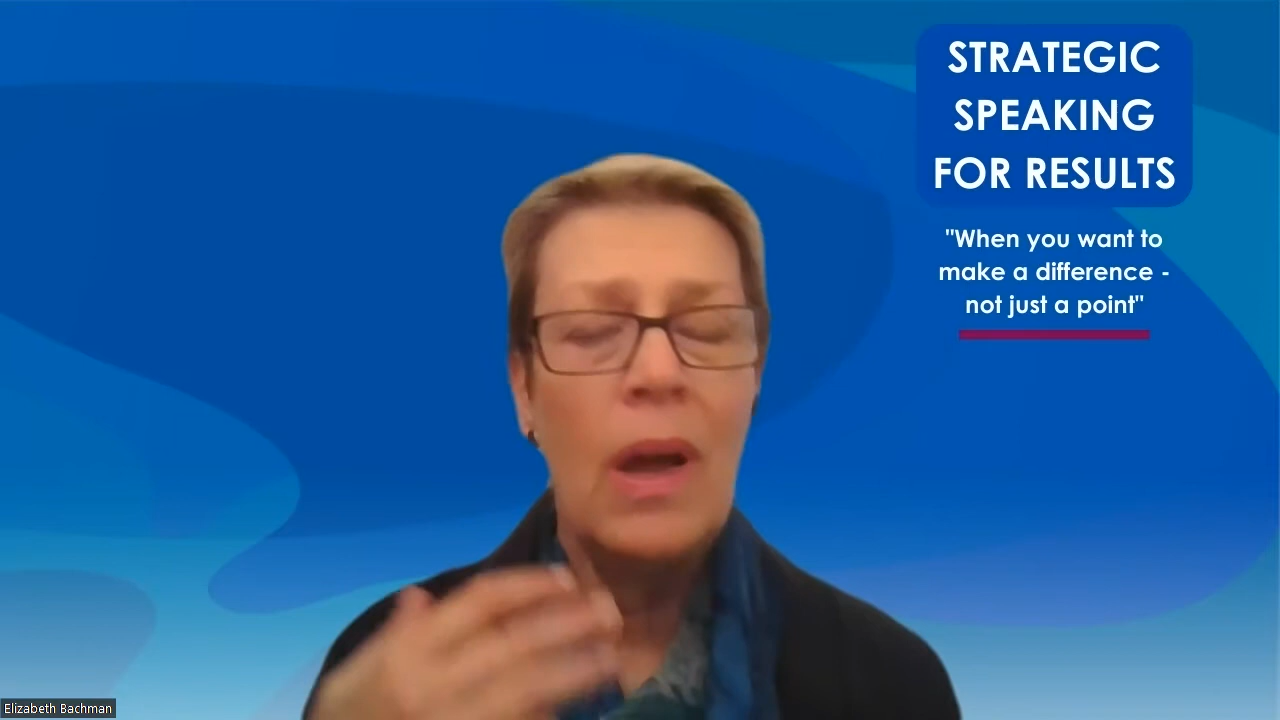 STRATEGIC
SPEAKING
FOR RESULTS
"When you want to
make a difference -
not just a point"
Elizabeth Bachman